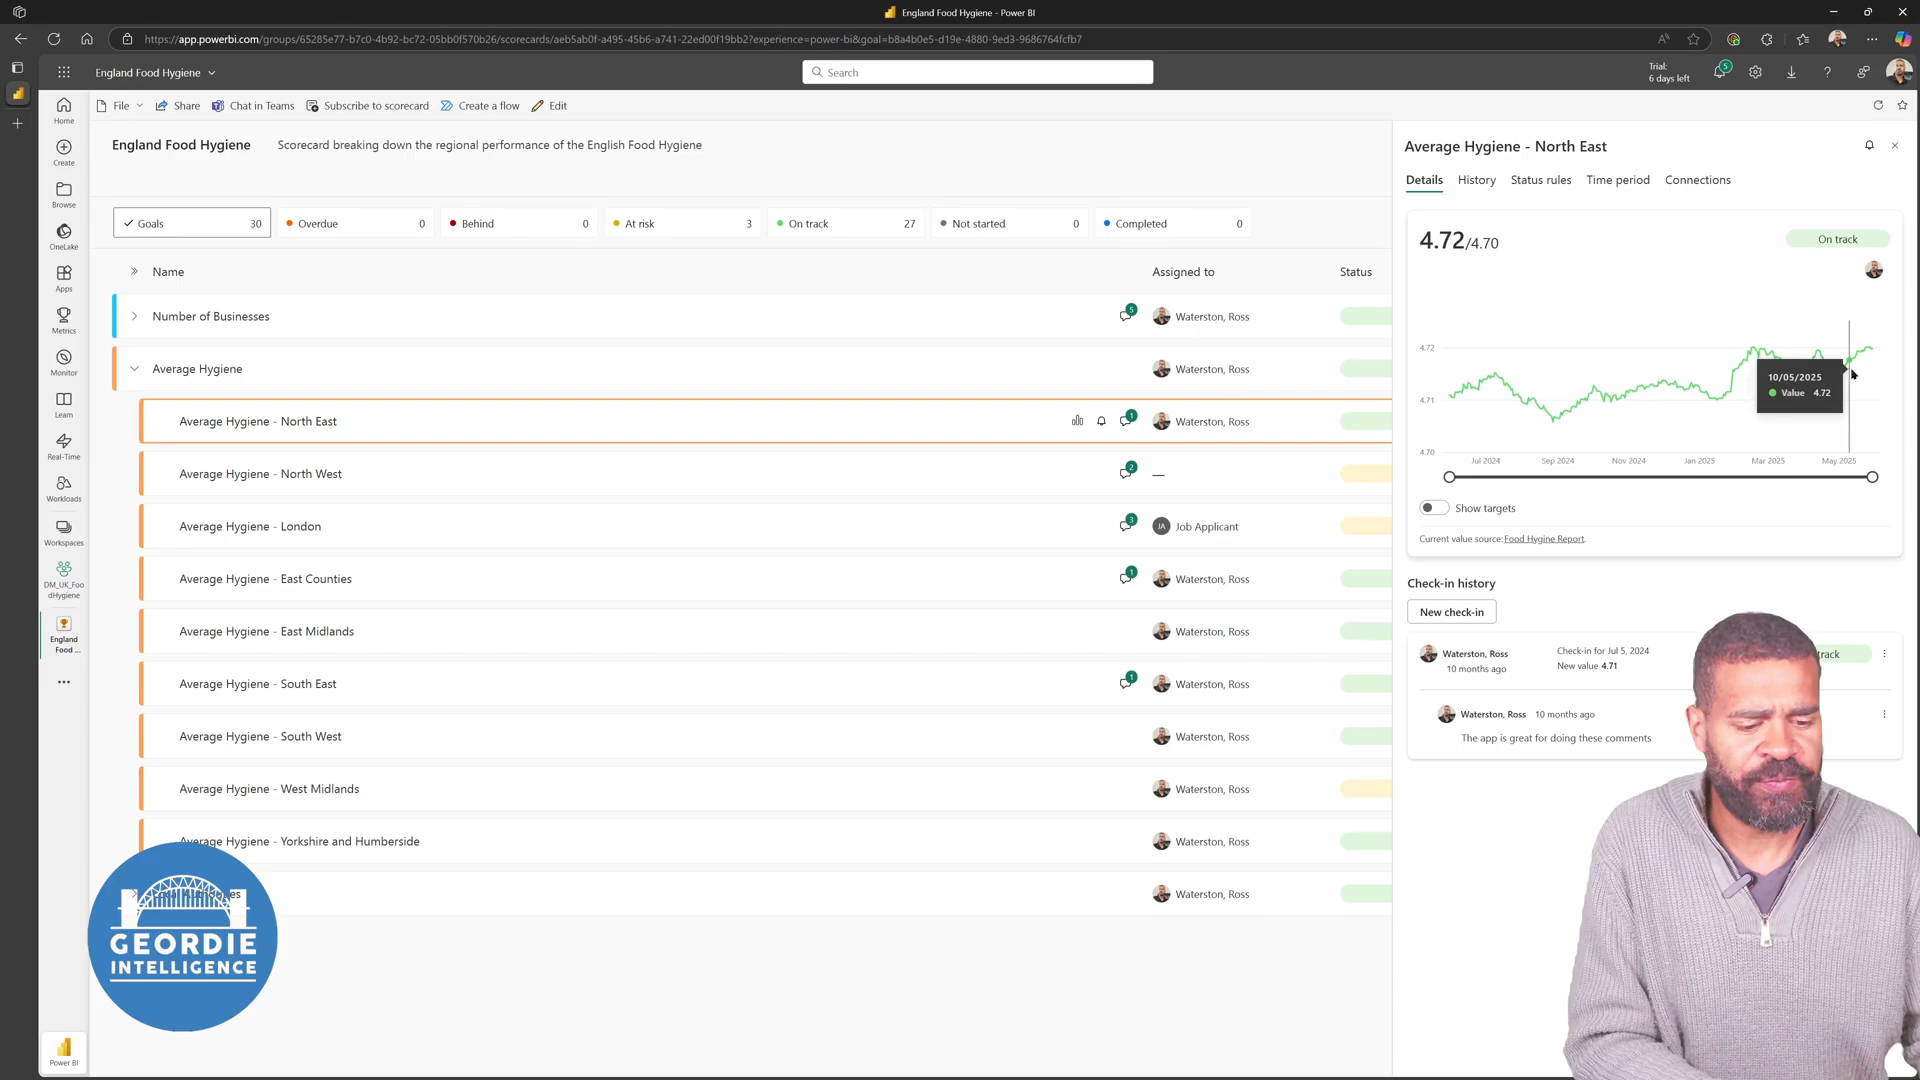 England Food Hygiene - Power BI
https://app.powerbi.com/groups/65285e77-b7c0-4b92-bc72-05bb0f570b26/scorecards/aeb5ab0f-a495-45b6-a741-22ed00f19bb2?experience=power-bi&goal=b8a4b0e5-d19e-4880-9ed3-9686764fcfb7
England Food Hygiene
Search
Trial:
6 days left
5
File
Share
Chat in Teams
Subscribe to scorecard
Create a flow
Edit
Home
Create
Browse
OneLake
Apps
Metrics
Monitor
Learn
Real-Time
Workloads
Workspaces
DM_UK_Foo
dHygiene
England
Food ...
Power BI
England Food Hygiene
Scorecard breaking down the regional performance of the English Food Hygiene
Goals 30
Overdue 0
Behind 0
At risk 3
On track 27
Not started 0
Completed 0
Name
Assigned to
Status
Number of Businesses 5 Waterston, Ross
Average Hygiene Waterston, Ross
Average Hygiene - North East 1 Waterston, Ross
Average Hygiene - North West 2 —
Average Hygiene - London 3 JA Job Applicant
Average Hygiene - East Counties 1 Waterston, Ross
Average Hygiene - East Midlands Waterston, Ross
Average Hygiene - South East 1 Waterston, Ross
Average Hygiene - South West Waterston, Ross
Average Hygiene - West Midlands Waterston, Ross
Average Hygiene - Yorkshire and Humberside Waterston, Ross
Waterston, Ross
GEORDIE
INTELLIGENCE
Average Hygiene - North East
Details
History
Status rules
Time period
Connections
4.72/4.70
On track
4.72
4.71
4.70
10/05/2025
Value 4.72
Jul 2024
Sep 2024
Nov 2024
Jan 2025
Mar 2025
May 2025
Show targets
Current value source: Food Hygine Report.
Check-in history
New check-in
Waterston, Ross
10 months ago
Check-in for Jul 5, 2024
New value 4.71
track
Waterston, Ross 10 months ago
The app is great for doing these comments